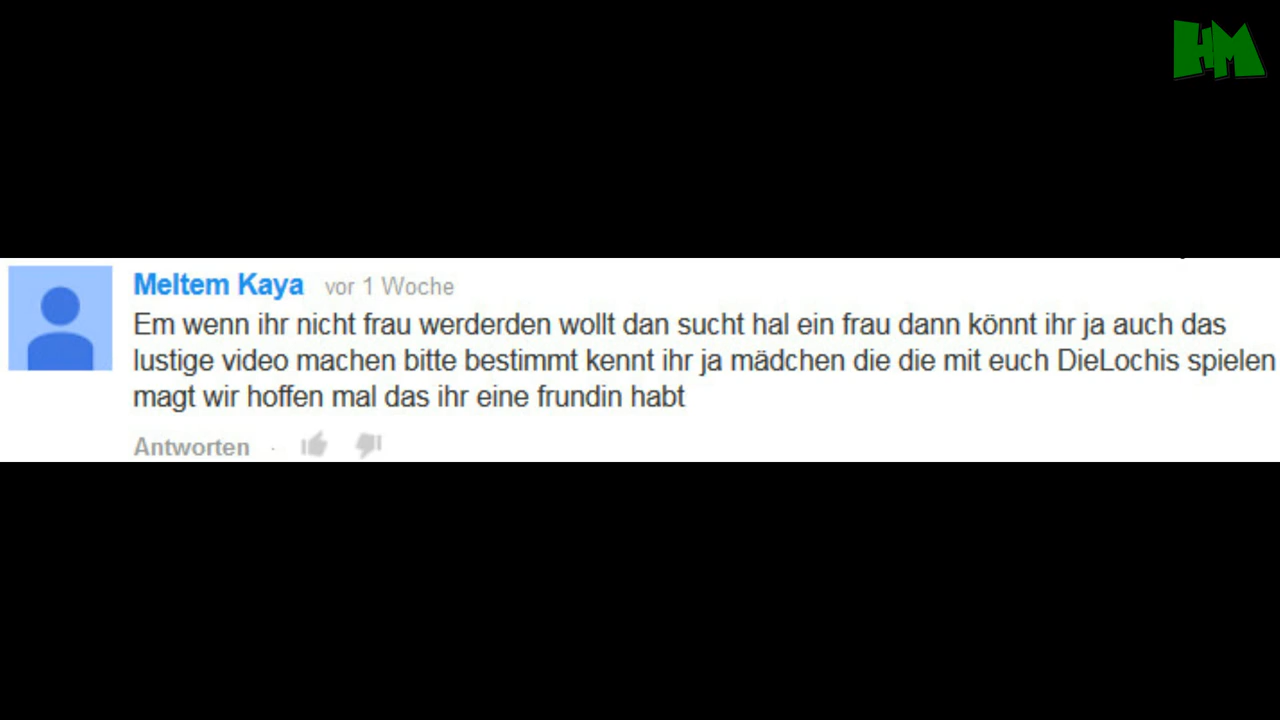 HM
Meltem Kaya vor 1 Woche
Em wenn ihr nicht frau werderden wollt dan sucht hal ein frau dann könnt ihr ja auch das
lustige video machen bitte bestimmt kennt ihr ja mädchen die die mit euch DieLochis spielen
magt wir hoffen mal das ihr eine frundin habt
Antworten ·